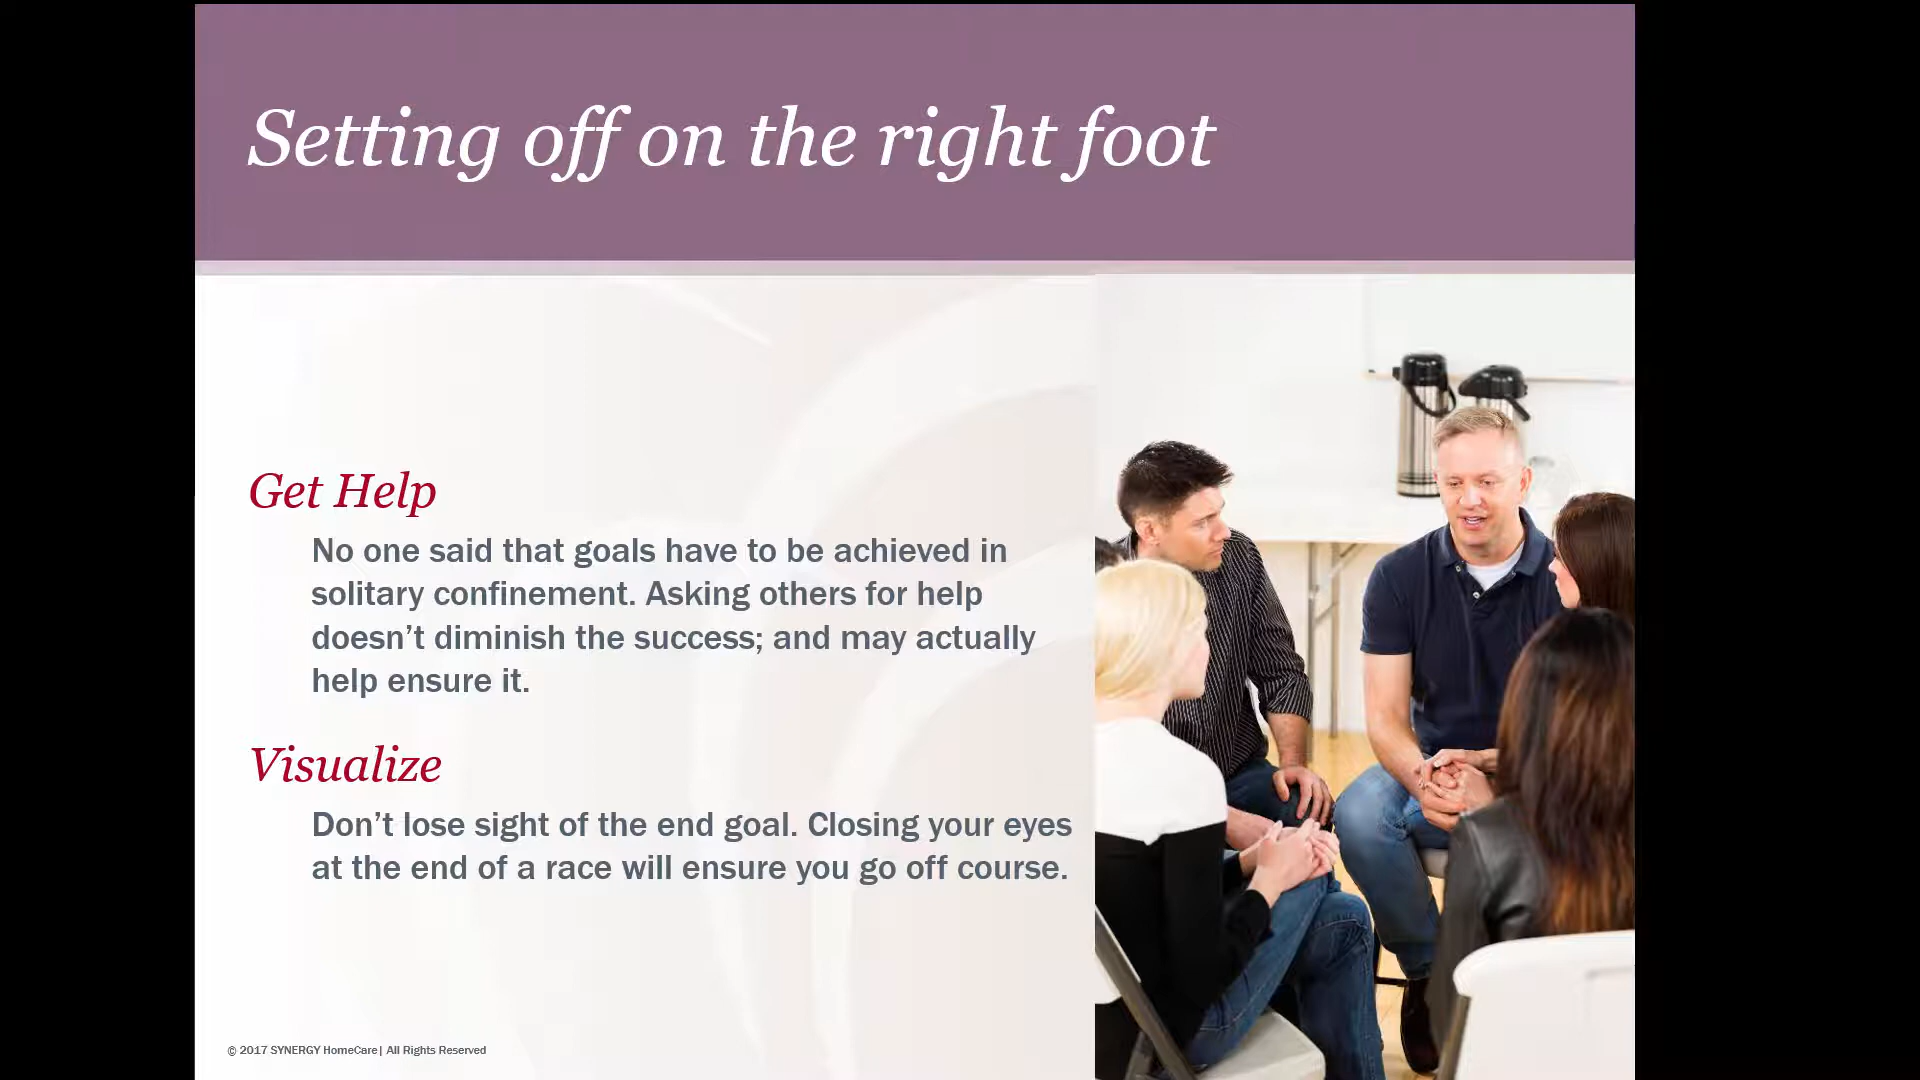 Setting off on the right foot
Get Help
No one said that goals have to be achieved in
solitary confinement. Asking others for help
doesn’t diminish the success; and may actually
help ensure it.
Visualize
Don’t lose sight of the end goal. Closing your eyes
at the end of a race will ensure you go off course.
© 2017 SYNERGY HomeCare| All Rights Reserved